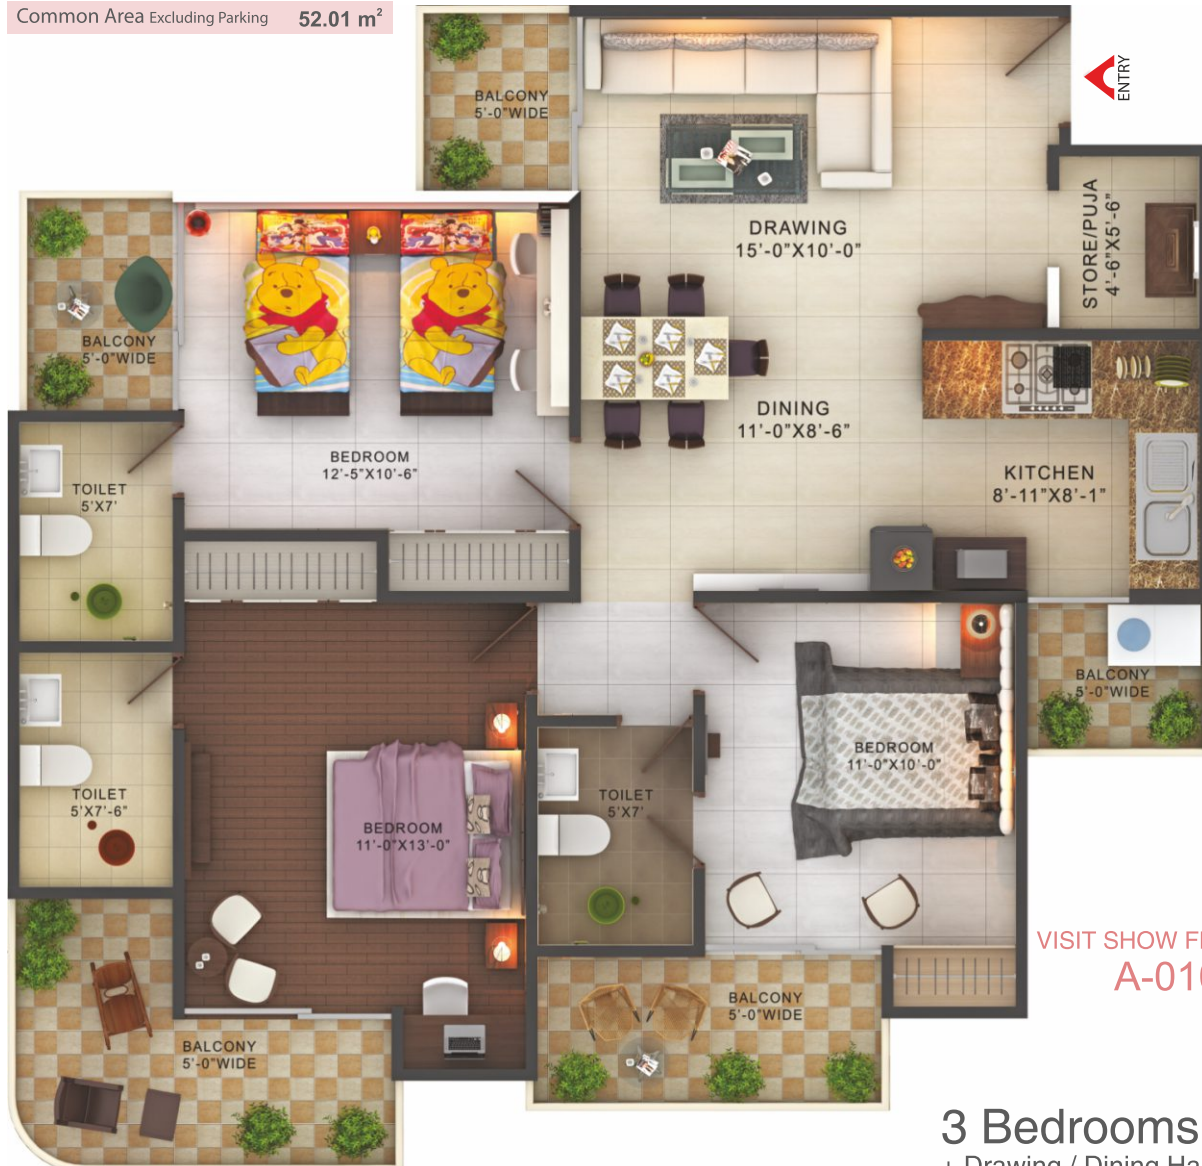 Common Area Excluding Parking 52.01 m²
ENTRY
BALCONY
5'-0"WIDE
DRAWING
15'-0"X10'-0"
STORE/PUJA
4'-6"X5'-6"
BALCONY
5'-0"WIDE
DINING
11'-0"X8'-6"
BEDROOM
12'-5"X10'-6"
KITCHEN
8'-11"X8'-1"
TOILET
5'X7'
BALCONY
5'-0"WIDE
BEDROOM
11'-0"X10'-0"
TOILET
5'X7'-6"
TOILET
5'X7'
BEDROOM
11'-0"X13'-0"
VISIT SHOW
A-01
BALCONY
5'-0"WIDE
BALCONY
5'-0"WIDE
3 Bedrooms
+ Drawing / Dining